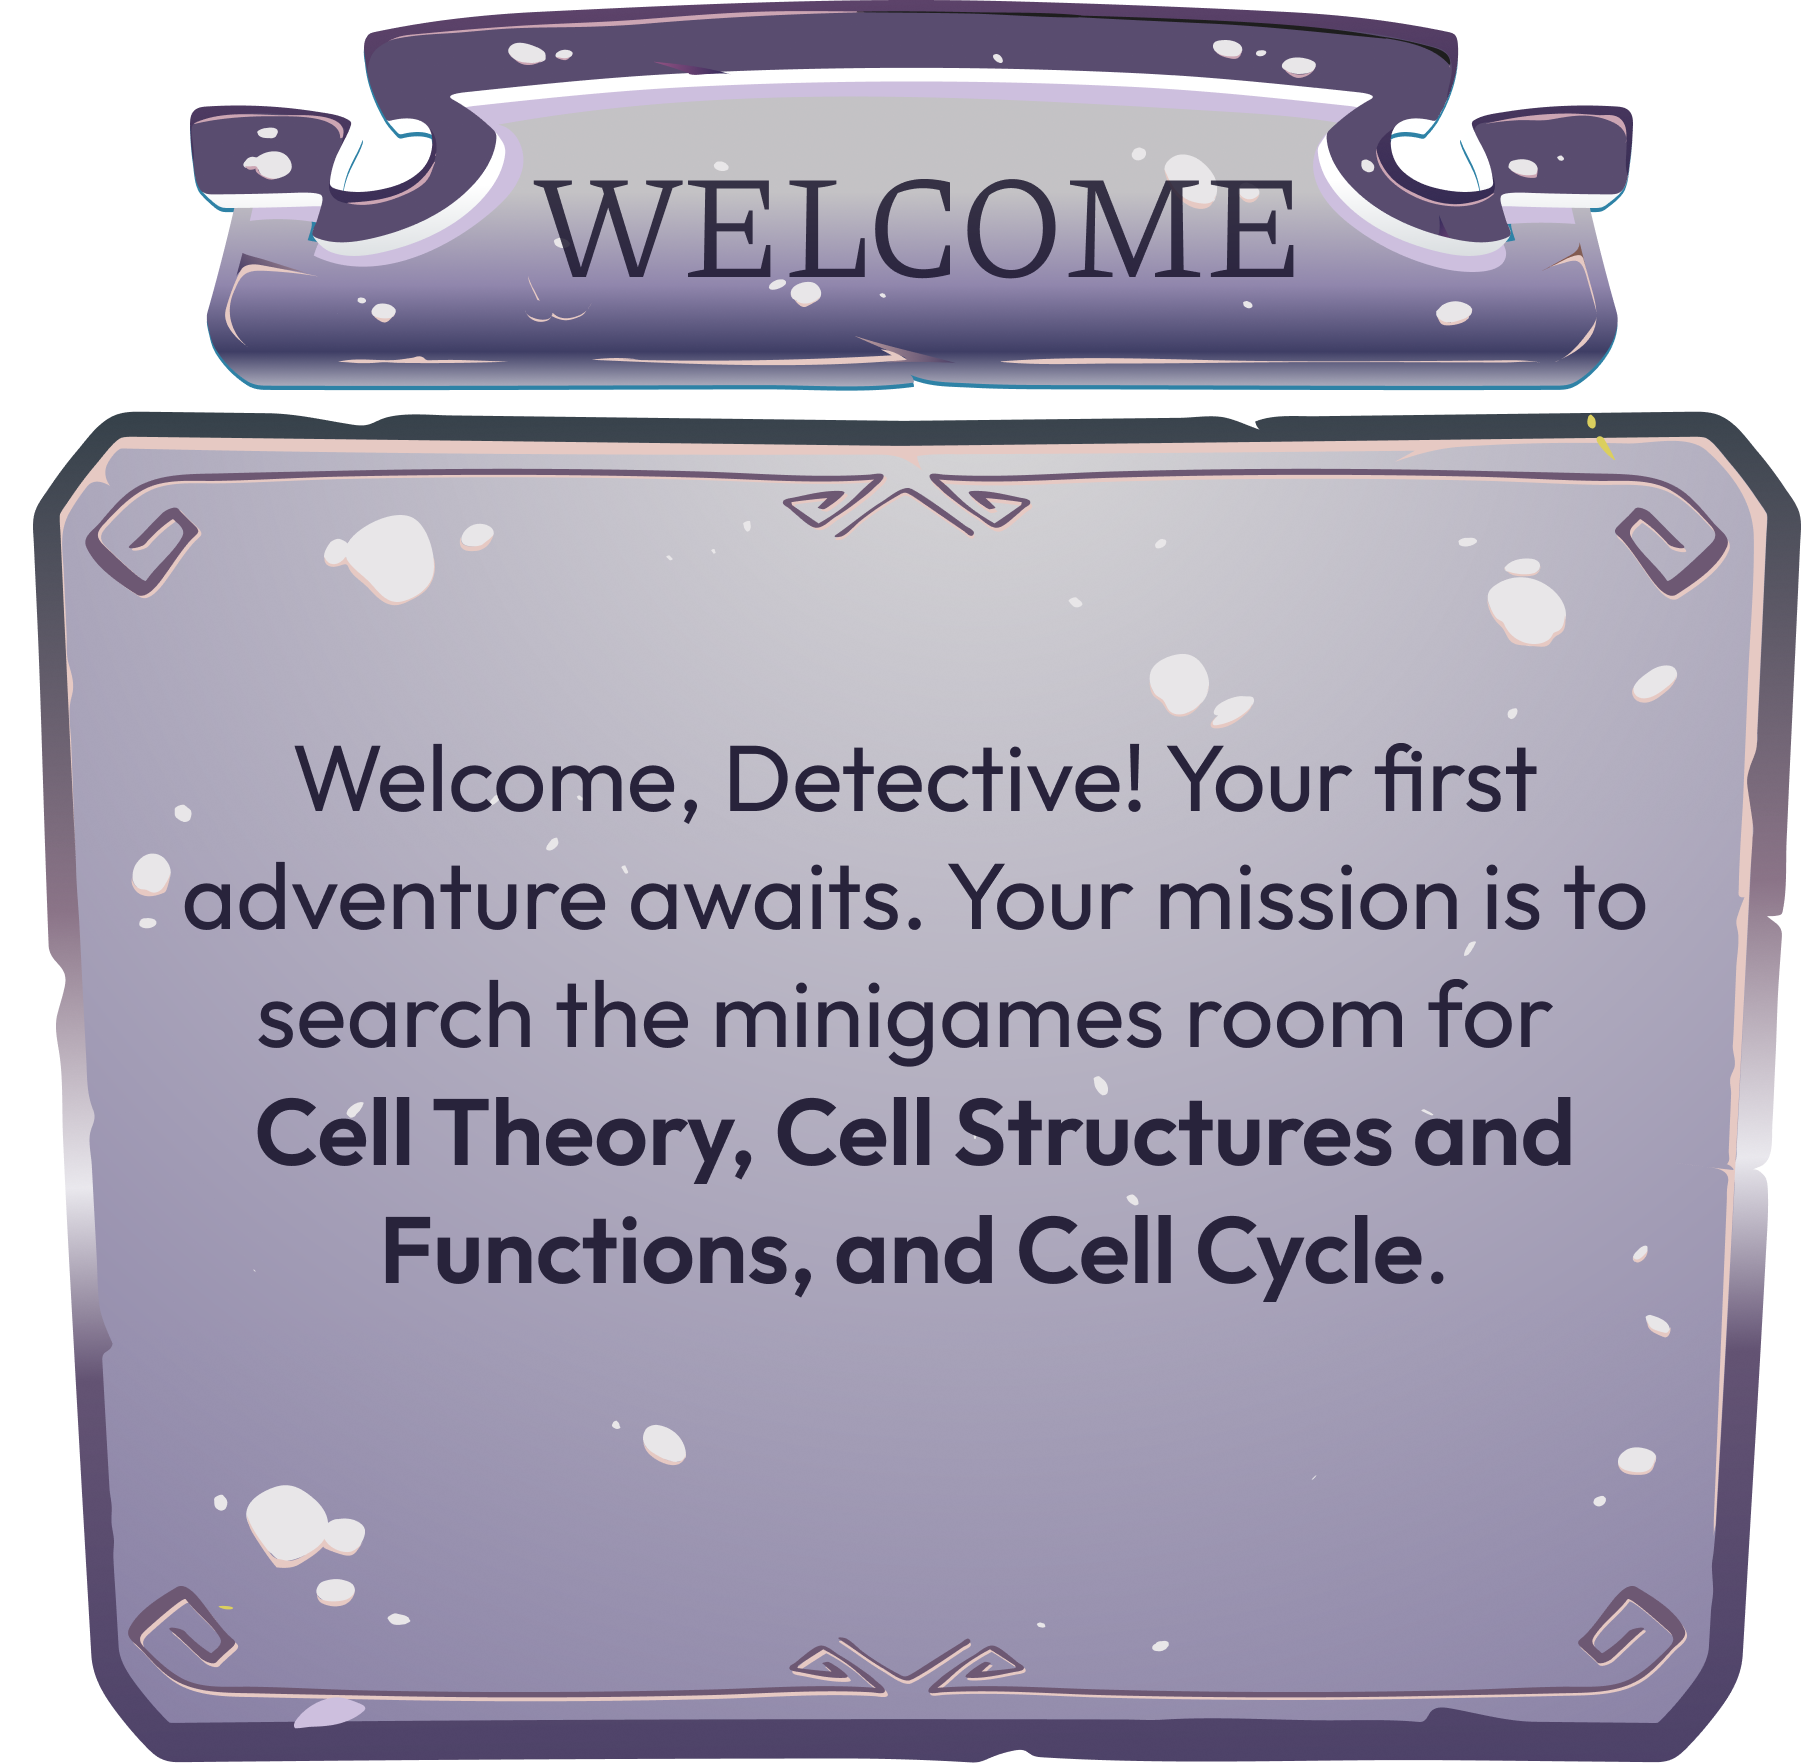 WELCOME
Welcome, Detective! Your first
adventure awaits. Your mission is to
search the minigames room for
Cell Theory, Cell Structures and
Functions, and Cell Cycle.